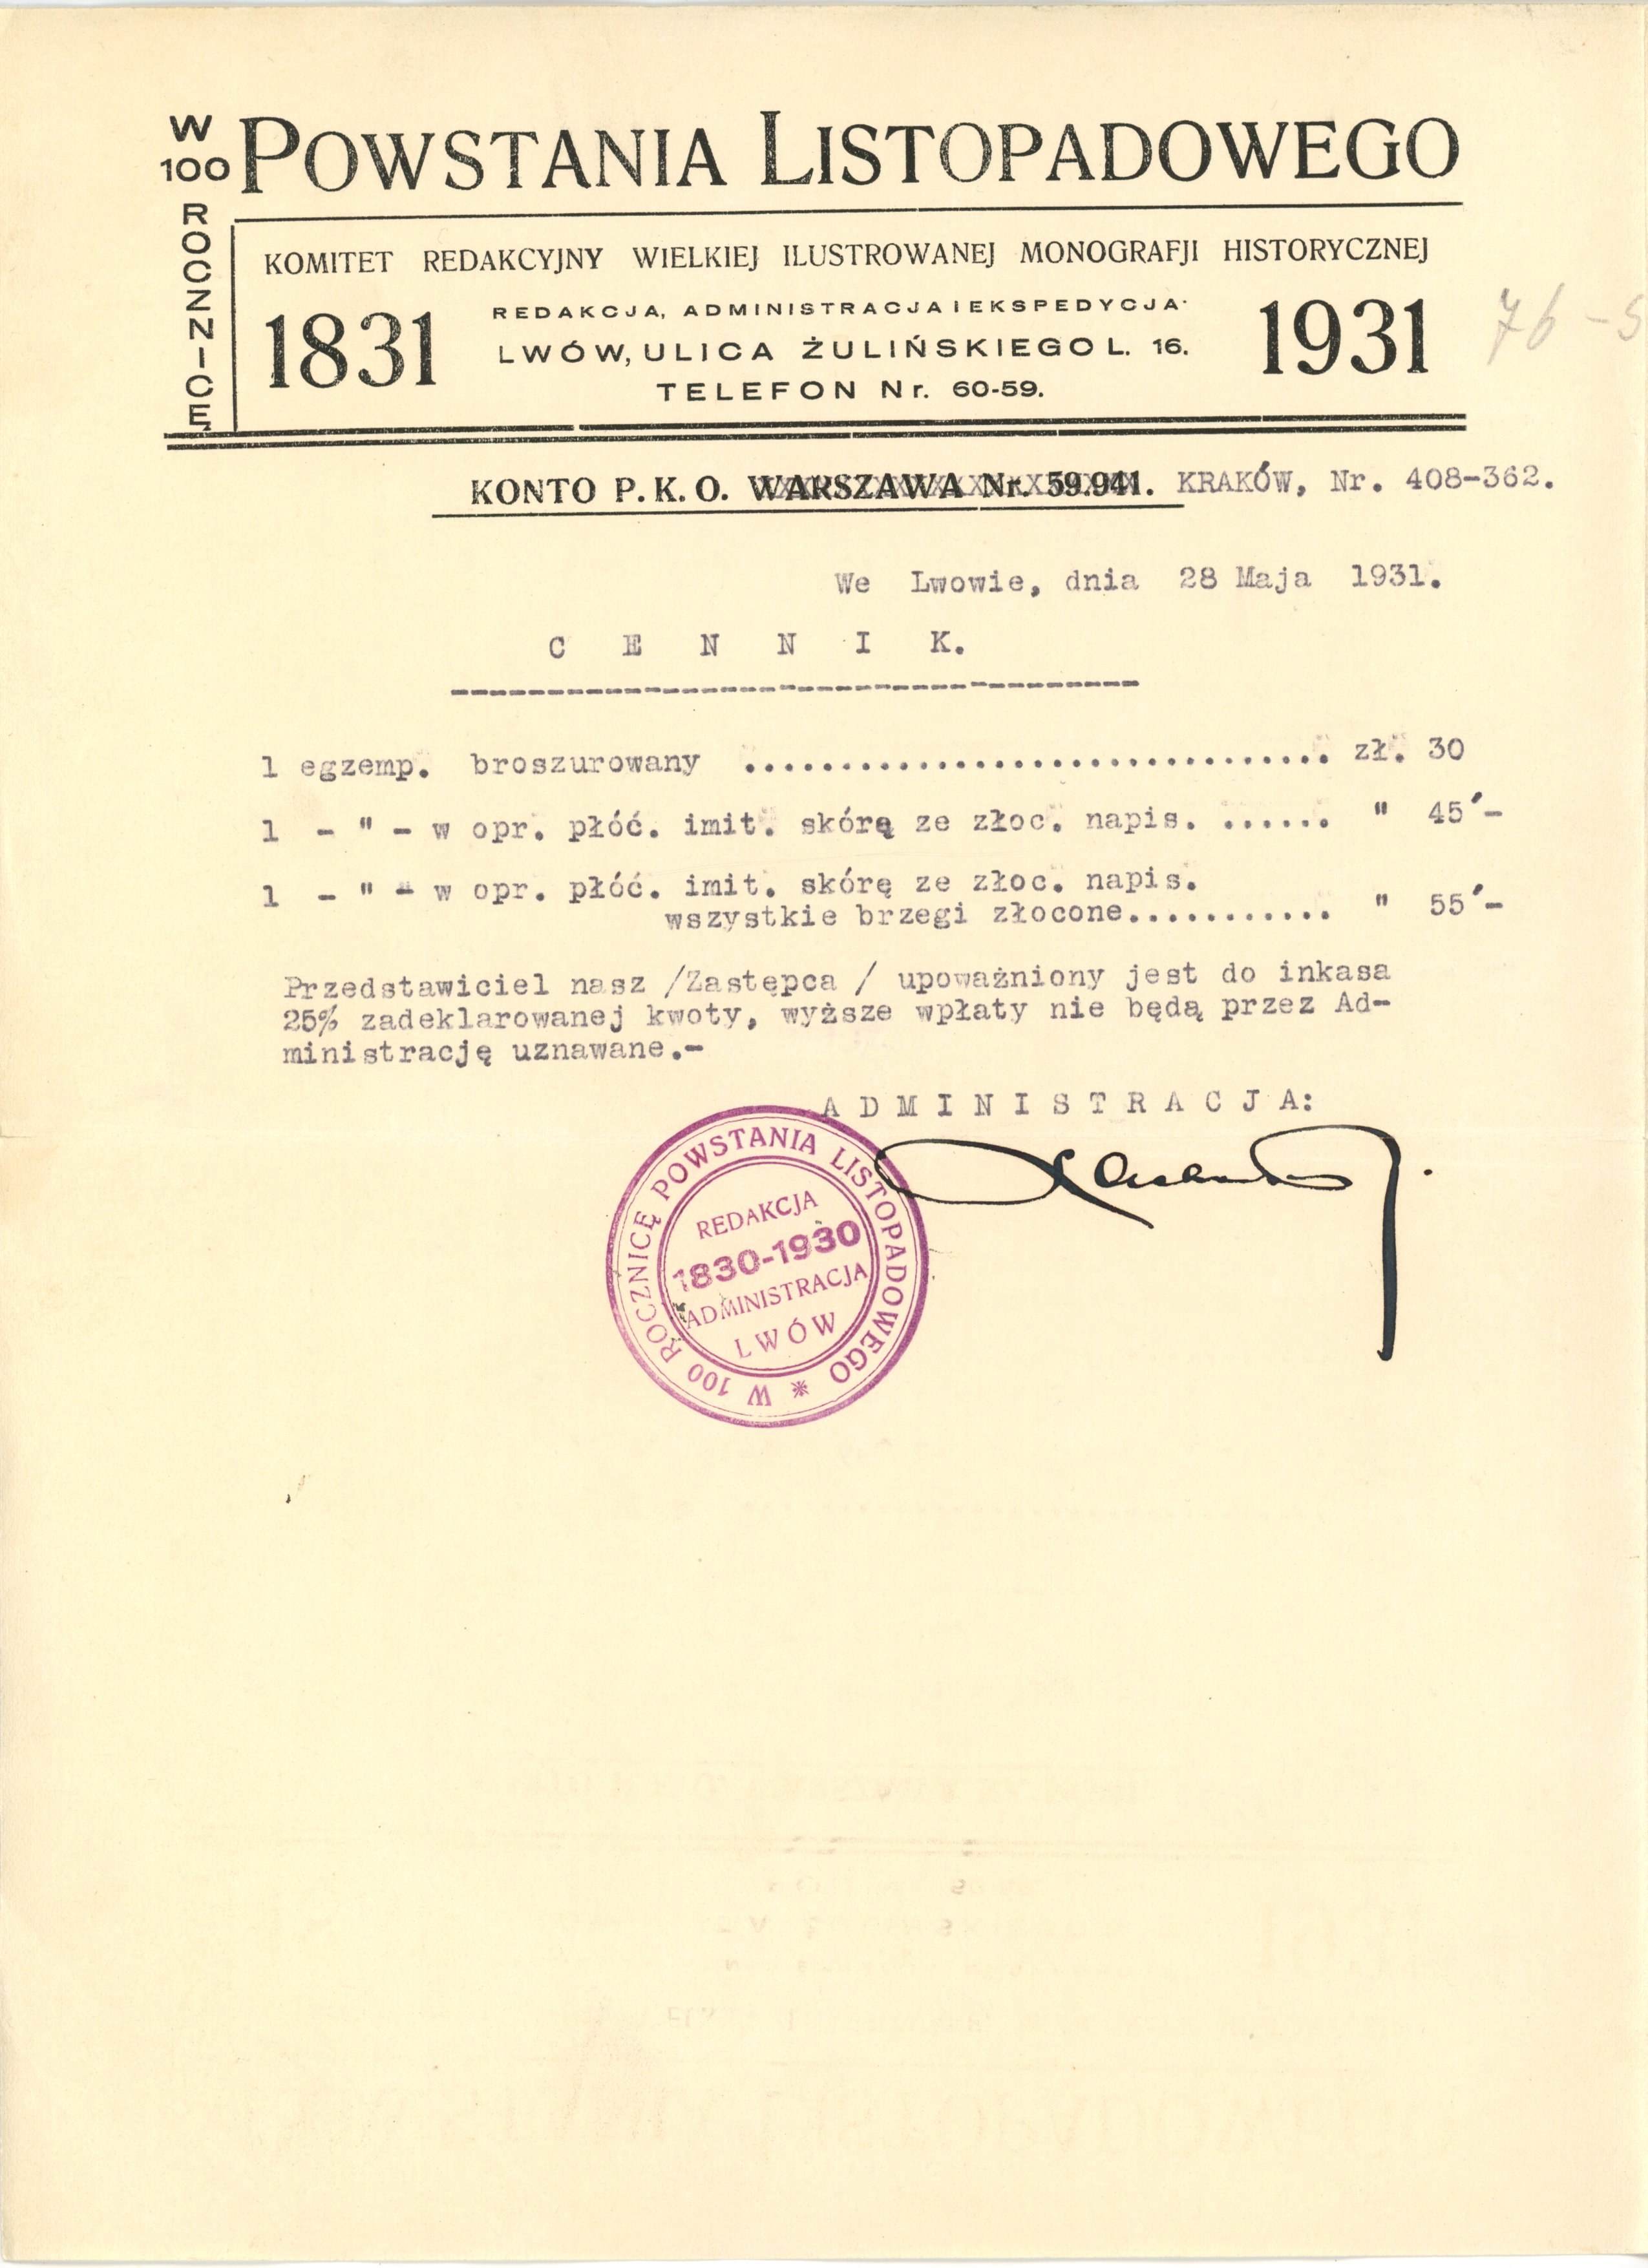 W
100 POWSTANIA LISTOPADOWEGO
ROCZNICĘ
KOMITET REDAKCYJNY WIELKIEJ ILUSTROWANEJ MONOGRAFJI HISTORYCZNEJ
1831 1931
REDAKCJA, ADMINISTRACJA I EKSPEDYCJA
LWÓW, ULICA ŻULIŃSKIEGO L. 16.
TELEFON Nr. 60-59.
76 -
KONTO P. K. O. WARSZAWA Nr. 59.941. KRAKÓW, Nr. 408-362.
We Lwowie, dnia 28 Maja 1931.
C E N N I K.
1 egzemp. broszurowany ............................... zł. 30
1 - " - w opr. płóć. imit. skórą ze złoc. napis. ...... " 45´-
1 - " - w opr. płóć. imit. skórę ze złoc. napis.
wszystkie brzegi złocone........... " 55´-
Przedstawiciel nasz /Zastępca / upoważniony jest do inkasa
25% zadeklarowanej kwoty, wyższe wpłaty nie będą przez Ad-
ministrację uznawane.-
A D M I N I S T R A C J A:
W 100 ROCZNICĘ POWSTANIA LISTOPADOWEGO *
REDAKCJA
1830-1930
ADMINISTRACJA
LWÓW